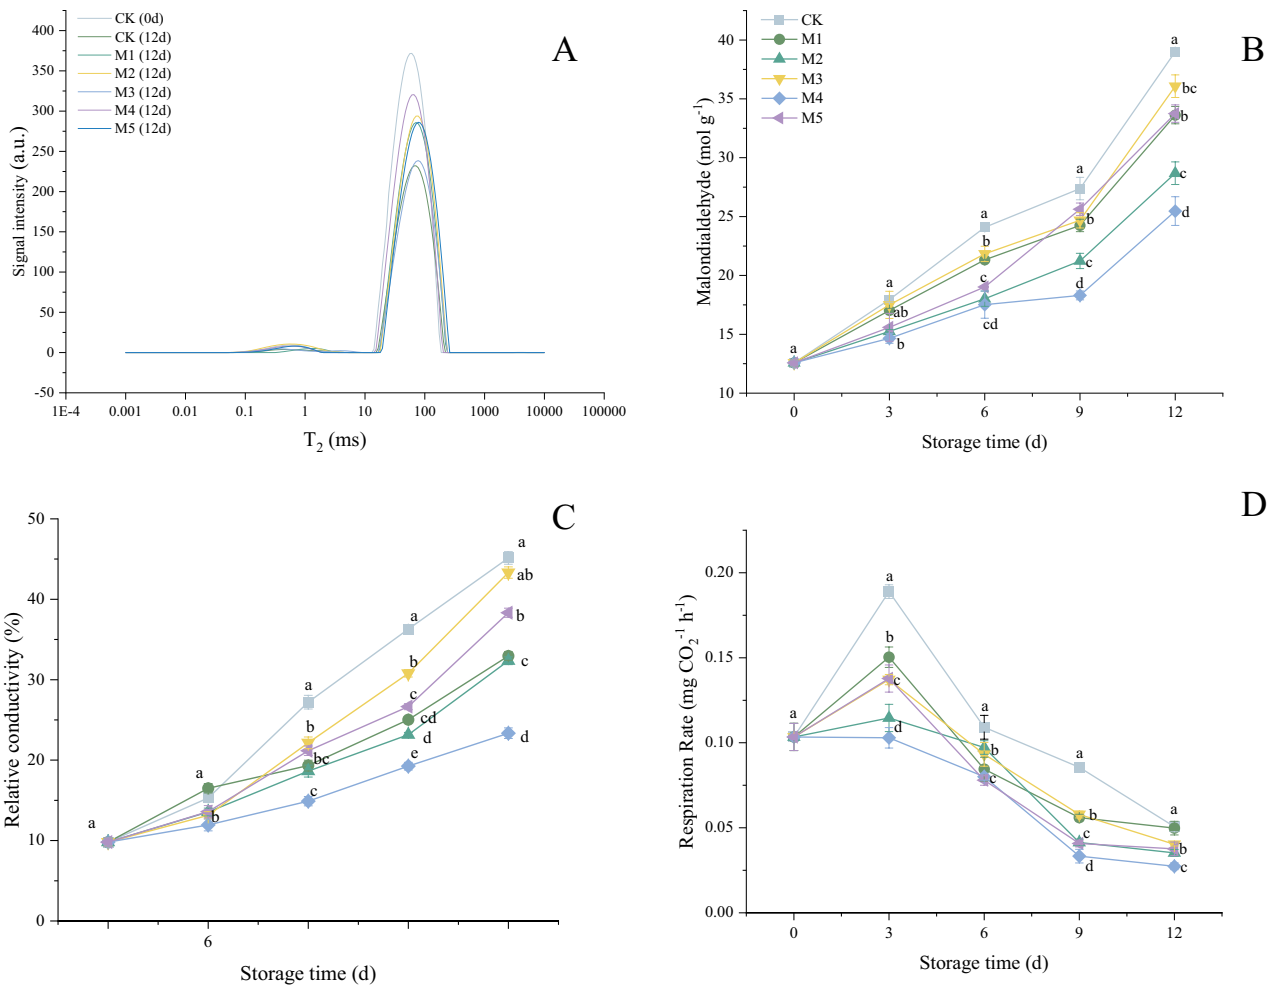 A
CK (0d)
CK (12d)
M1 (12d)
M2 (12d)
M3 (12d)
M4 (12d)
M5 (12d)
Signal intensity (a.u.)
400
350
300
250
200
150
100
50
0
-50
1E-4
0.001
0.01
0.1
1
10
100
1000
10000
100000
T2 (ms)
B
CK
M1
M2
M3
M4
M5
Malondialdehyde (mol g-1)
40
35
30
25
20
15
10
a
a
ab
b
a
b
c
cd
a
b
c
d
a
bc
b
c
d
0
3
6
9
12
Storage time (d)
C
Relative conductivity (%)
50
40
30
20
10
0
a
a
b
a
b
bc
c
a
b
c
cd
d
e
a
ab
b
c
d
6
Storage time (d)
D
Respiration Rate (mg CO2-1 h-1)
0.20
0.15
0.10
0.05
0.00
a
a
b
c
d
a
b
c
a
b
c
d
a
b
c
0
3
6
9
12
Storage time (d)